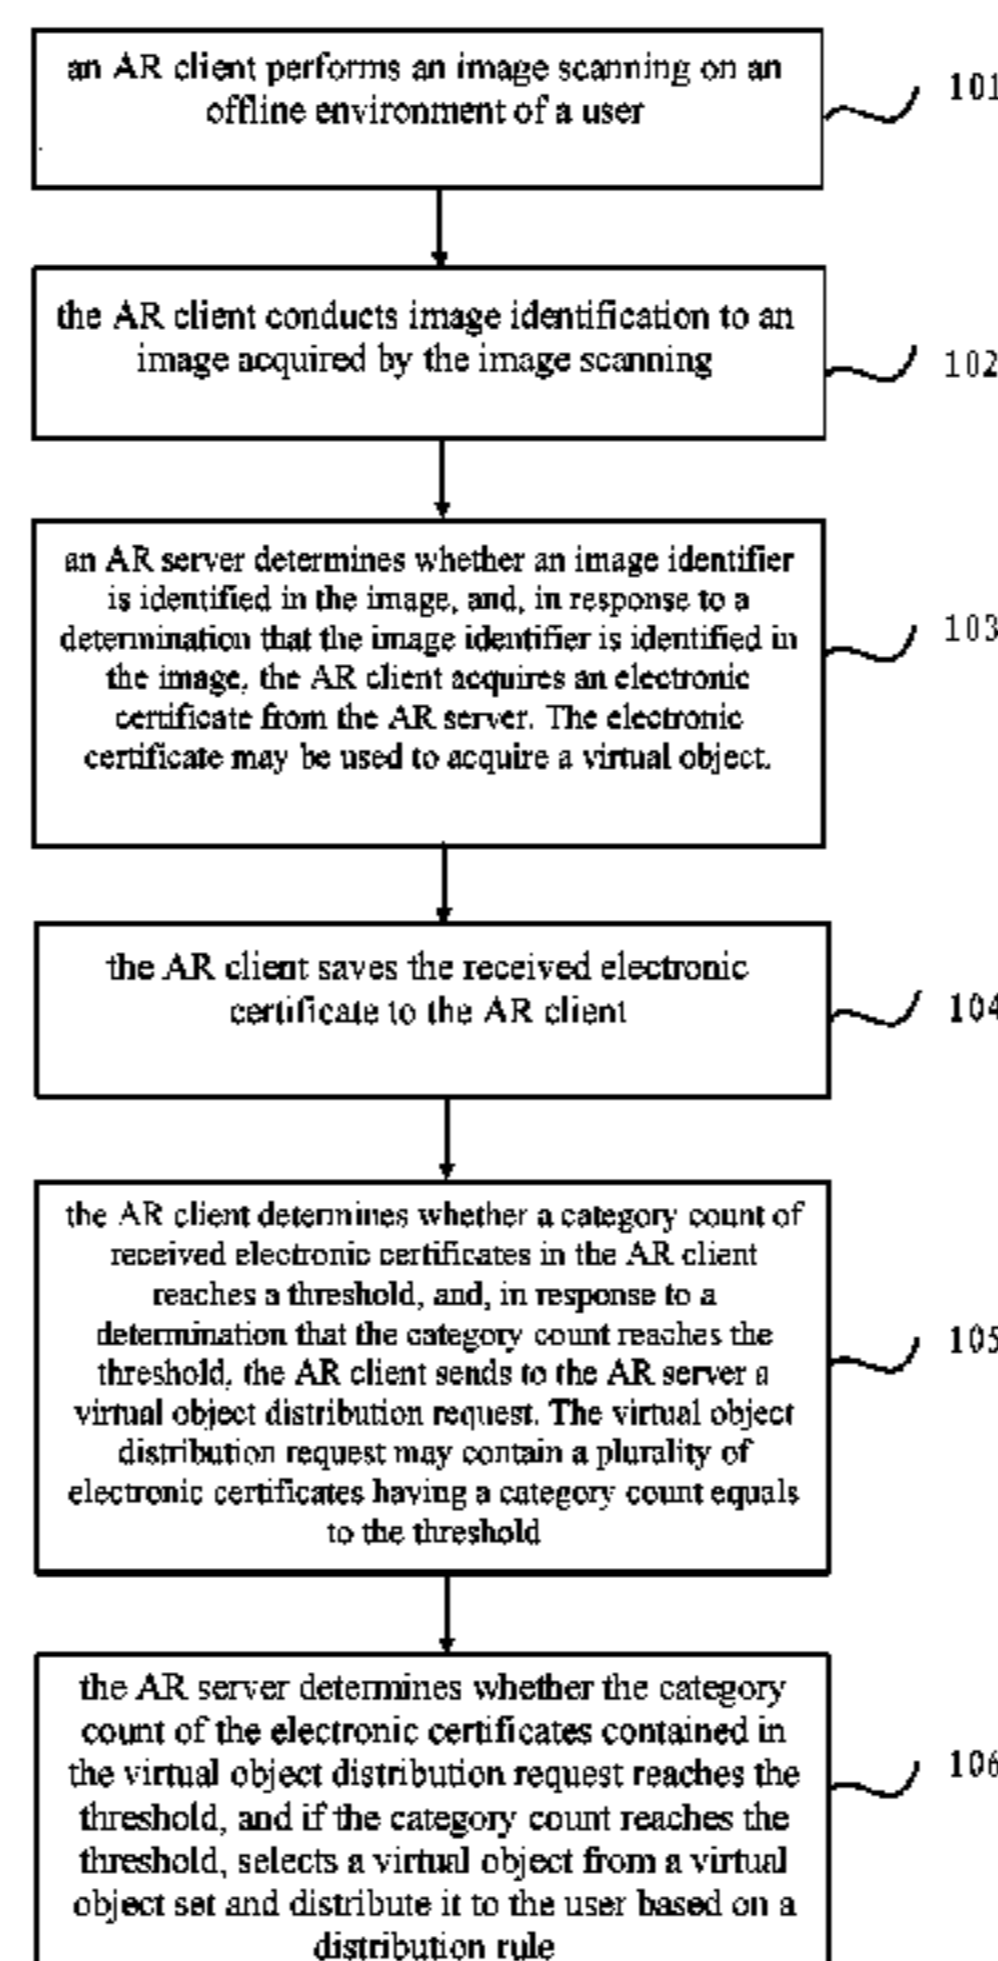 an AR client performs an image scanning on an
offline environment of a user
101
the AR client conducts image identification to an
image acquired by the image scanning
102
an AR server determines whether an image identifier
is identified in the image, and, in response to a
determination that the image identifier is identified in
the image, the AR client acquires an electronic
certificate from the AR server. The electronic
certificate may be used to acquire a virtual object.
103
the AR client saves the received electronic
certificate to the AR client
104
the AR client determines whether a category count of
received electronic certificates in the AR client
reaches a threshold, and, in response to a
determination that the category count reaches the
threshold, the AR client sends to the AR server a
virtual object distribution request. The virtual object
distribution request may contain a plurality of
electronic certificates having a category count equals
to the threshold
105
the AR server determines whether the category
count of the electronic certificates contained in
the virtual object distribution request reaches the
threshold, and if the category count reaches the
threshold, selects a virtual object from a virtual
object set and distribute it to the user based on a
distribution rule
106